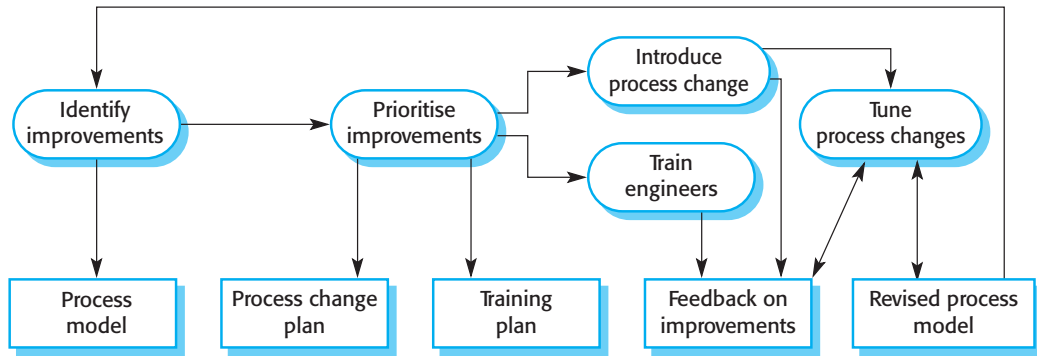 Introduce
process change
Identify
improvements
Prioritise
improvements
Tune
process changes
Train
engineers
Process
model
Process change
plan
Training
plan
Feedback on
improvements
Revised process
model